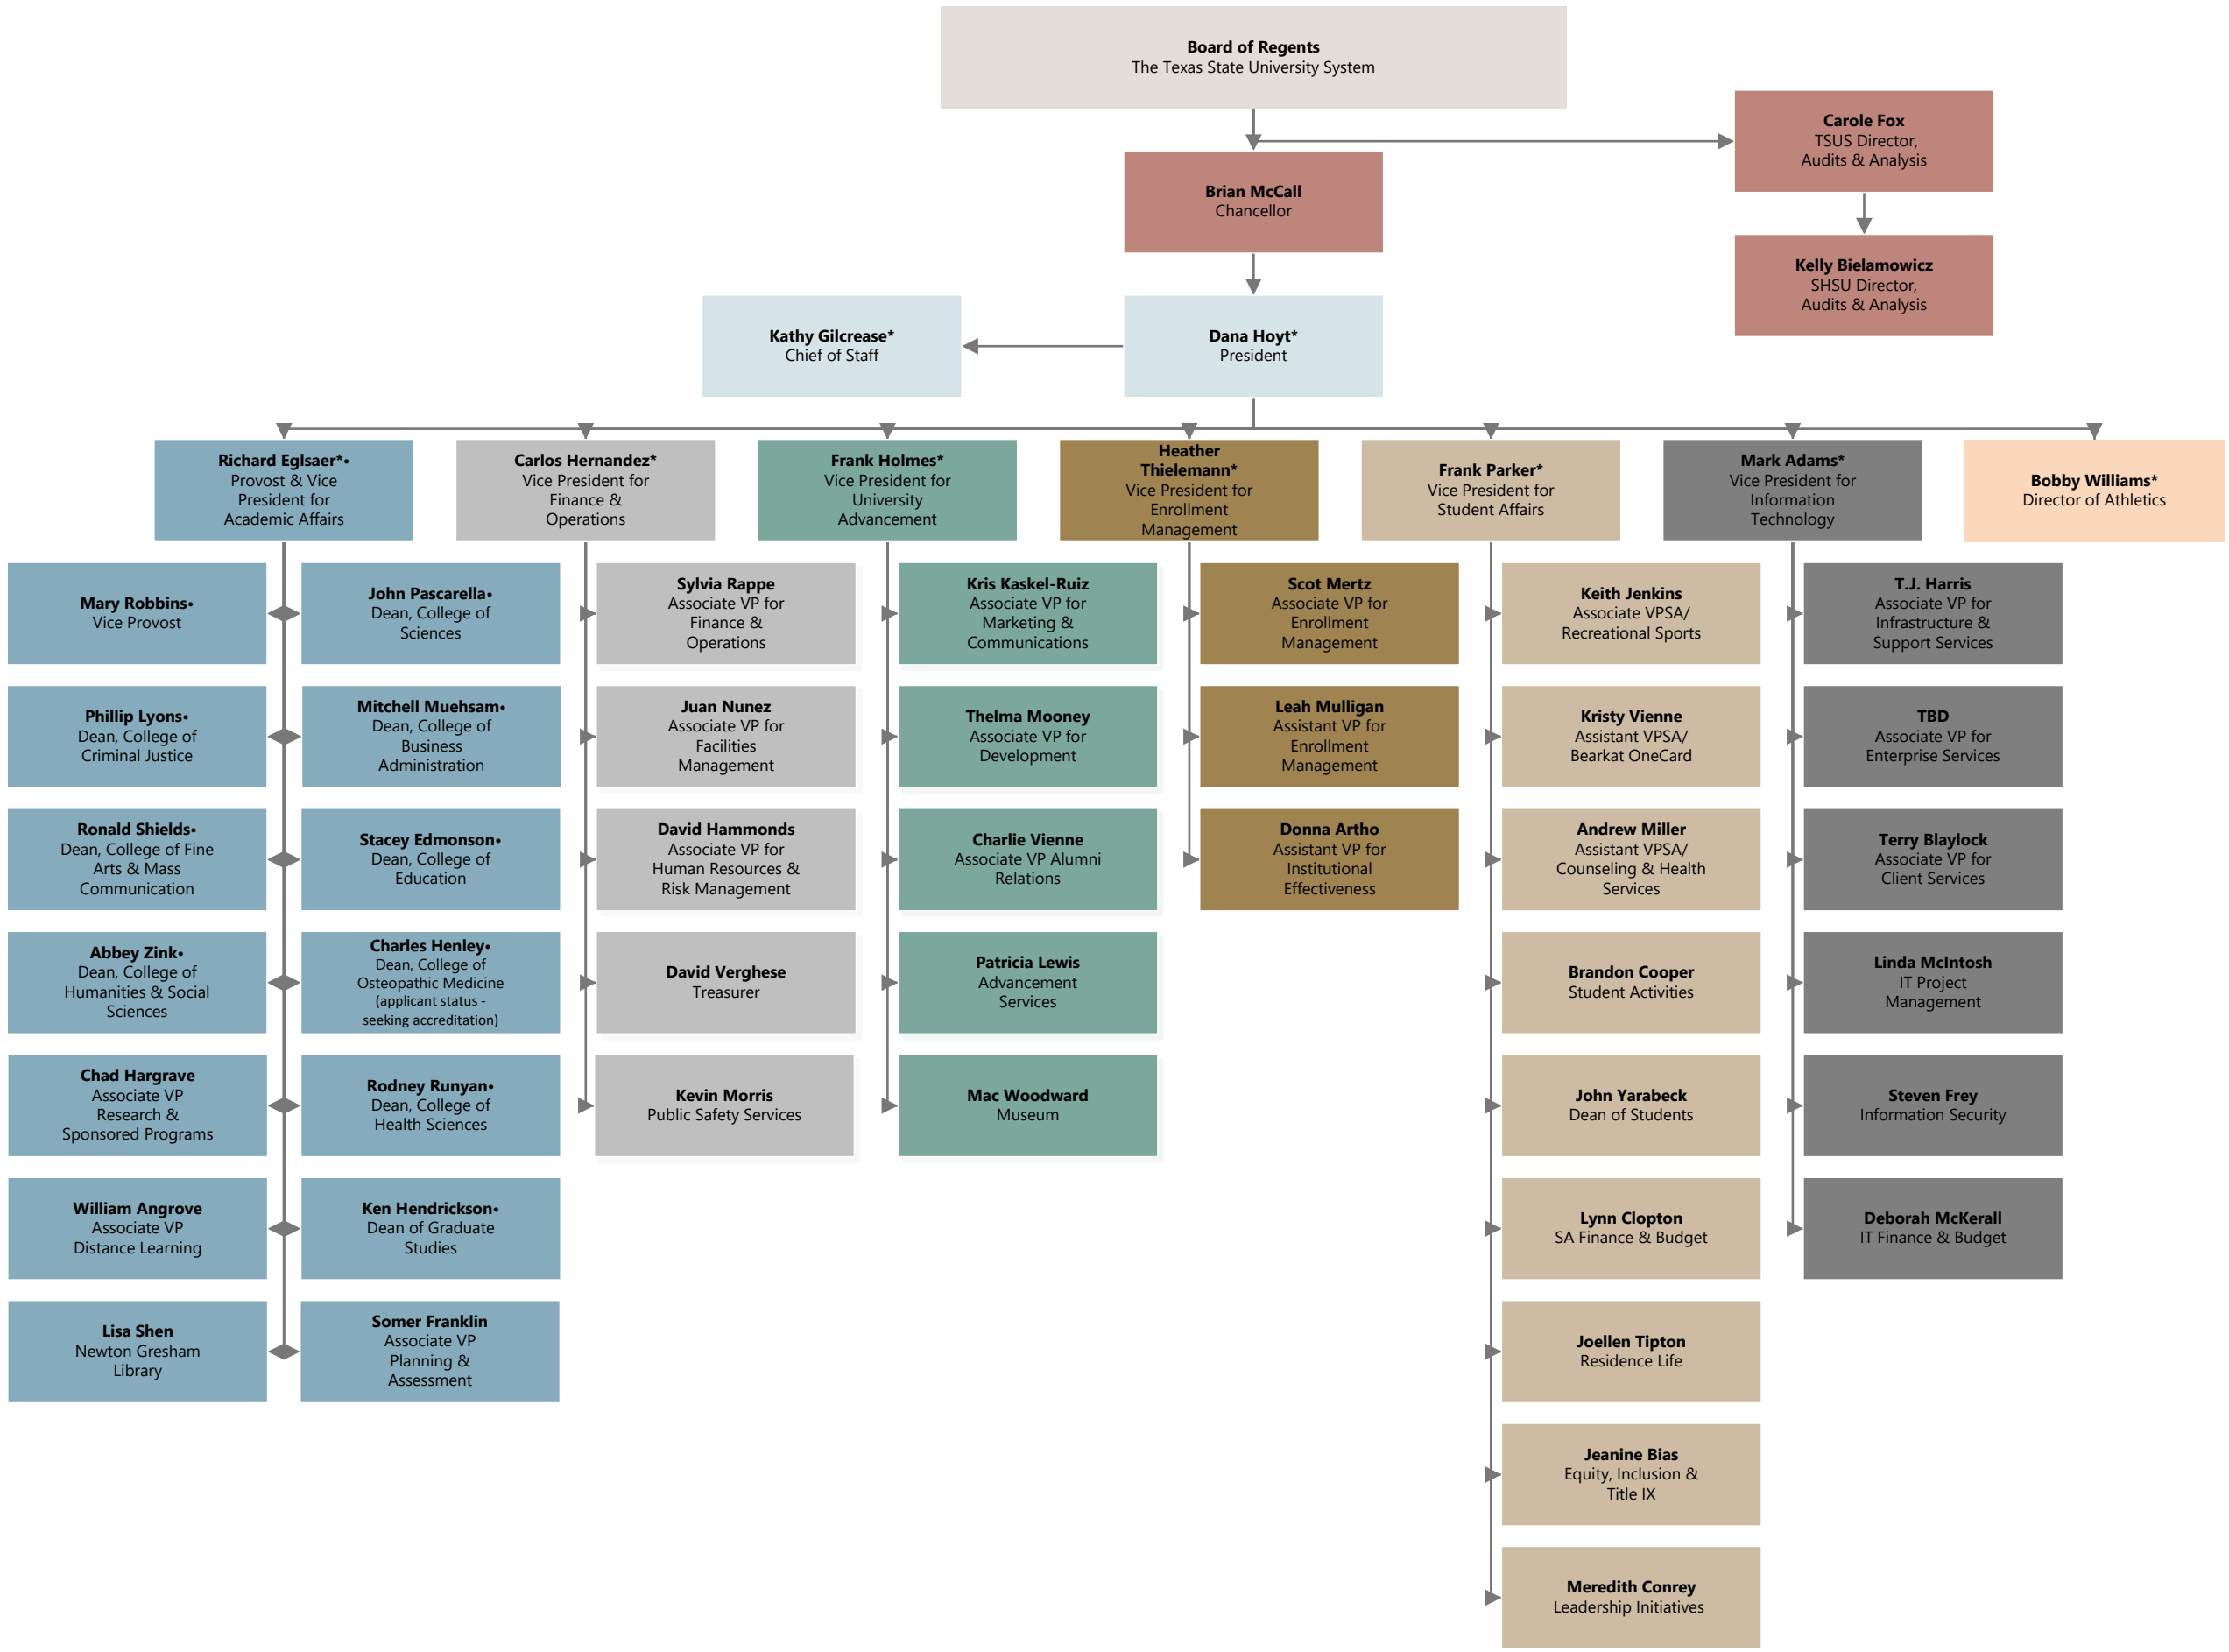 Board of Regents
The Texas State University System
Carole Fox
TSUS Director,
Audits & Analysis
Brian McCall
Chancellor
Kelly Bielamowicz
SHSU Director,
Audits & Analysis
Kathy Gilcrease*
Chief of Staff
Dana Hoyt*
President
Richard Eglsaer*•
Provost & Vice
President for
Academic Affairs
Carlos Hernandez*
Vice President for
Finance &
Operations
Frank Holmes*
Vice President for
University
Advancement
Heather
Thielemann*
Vice President for
Enrollment
Management
Frank Parker*
Vice President for
Student Affairs
Mark Adams*
Vice President for
Information
Technology
Bobby Williams*
Director of Athletics
Mary Robbins•
Vice Provost
John Pascarella•
Dean, College of
Sciences
Sylvia Rappe
Associate VP for
Finance &
Operations
Kris Kaskel-Ruiz
Associate VP for
Marketing &
Communications
Scot Mertz
Associate VP for
Enrollment
Management
Keith Jenkins
Associate VPSA/
Recreational Sports
T.J. Harris
Associate VP for
Infrastructure &
Support Services
Phillip Lyons•
Dean, College of
Criminal Justice
Mitchell Muehsam•
Dean, College of
Business
Administration
Juan Nunez
Associate VP for
Facilities
Management
Thelma Mooney
Associate VP for
Development
Leah Mulligan
Assistant VP for
Enrollment
Management
Kristy Vienne
Assistant VPSA/
Bearkat OneCard
TBD
Associate VP for
Enterprise Services
Ronald Shields•
Dean, College of Fine
Arts & Mass
Communication
Stacey Edmonson•
Dean, College of
Education
David Hammonds
Associate VP for
Human Resources &
Risk Management
Charlie Vienne
Associate VP Alumni
Relations
Donna Artho
Assistant VP for
Institutional
Effectiveness
Andrew Miller
Assistant VPSA/
Counseling & Health
Services
Terry Blaylock
Associate VP for
Client Services
Abbey Zink•
Dean, College of
Humanities & Social
Sciences
Charles Henley•
Dean, College of
Osteopathic Medicine
(applicant status -
seeking accreditation)
David Verghese
Treasurer
Patricia Lewis
Advancement
Services
Brandon Cooper
Student Activities
Linda McIntosh
IT Project
Management
Chad Hargrave
Associate VP
Research &
Sponsored Programs
Rodney Runyan•
Dean, College of
Health Sciences
Kevin Morris
Public Safety Services
Mac Woodward
Museum
John Yarabeck
Dean of Students
Steven Frey
Information Security
William Angrove
Associate VP
Distance Learning
Ken Hendrickson•
Dean of Graduate
Studies
Lynn Clopton
SA Finance & Budget
Deborah McKerall
IT Finance & Budget
Lisa Shen
Newton Gresham
Library
Somer Franklin
Associate VP
Planning &
Assessment
Joellen Tipton
Residence Life
Jeanine Bias
Equity, Inclusion &
Title IX
Meredith Conrey
Leadership Initiatives